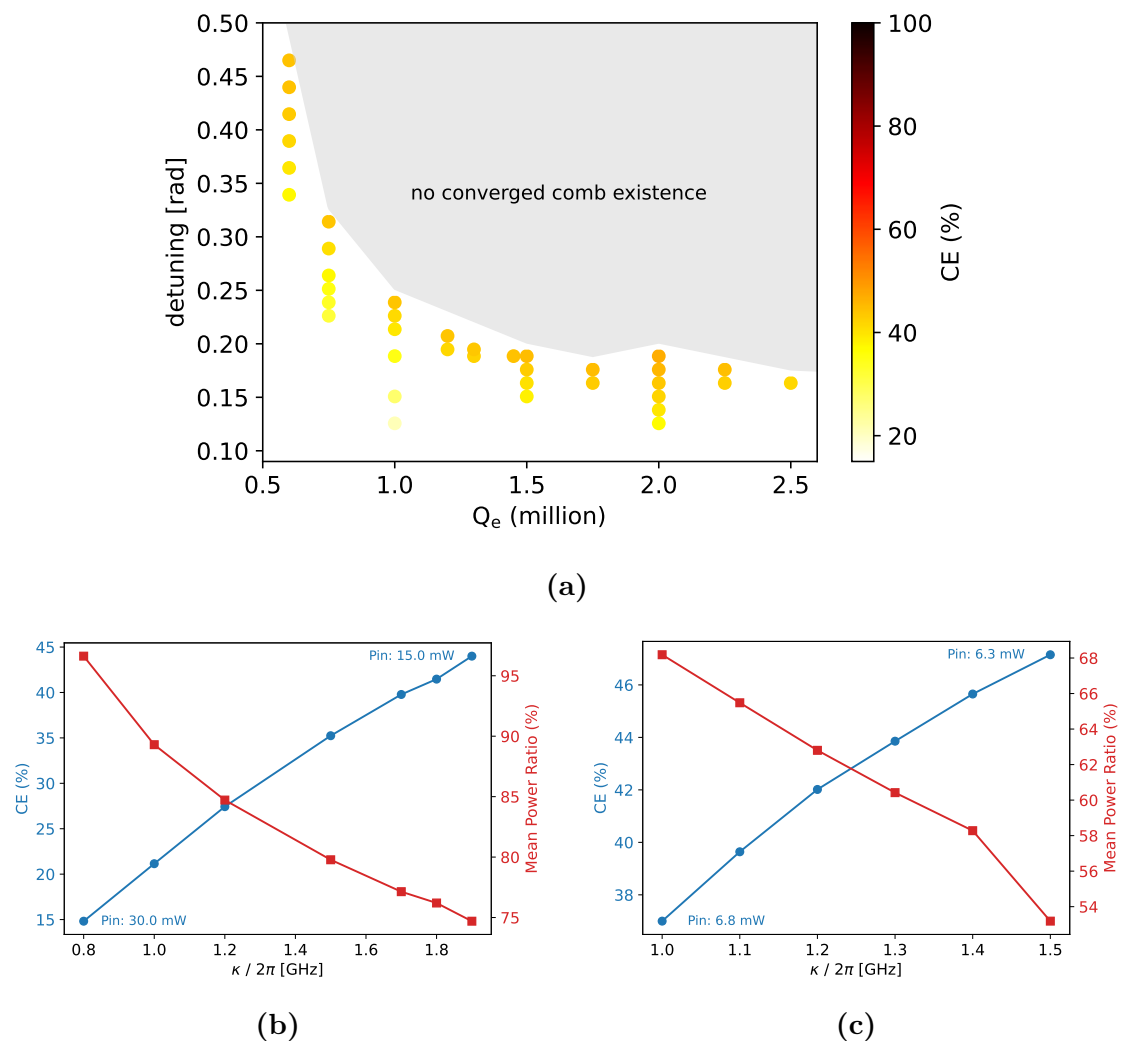 0.50
0.45
0.40
0.35
0.30
0.25
0.20
0.15
0.10
detuning [rad]
no converged comb existence
0.5 1.0 1.5 2.0 2.5
Qₑ (million)
100
80
60
40
20
CE (%)
(a)
45
40
35
30
25
20
15
CE (%)
Pin: 15.0 mW
Pin: 30.0 mW
95
90
85
80
75
Mean Power Ratio (%)
0.8 1.0 1.2 1.4 1.6 1.8
κ / 2π [GHz]
(b)
46
44
42
40
38
CE (%)
Pin: 6.3 mW
Pin: 6.8 mW
68
66
64
62
60
58
56
54
Mean Power Ratio (%)
1.0 1.1 1.2 1.3 1.4 1.5
κ / 2π [GHz]
(c)